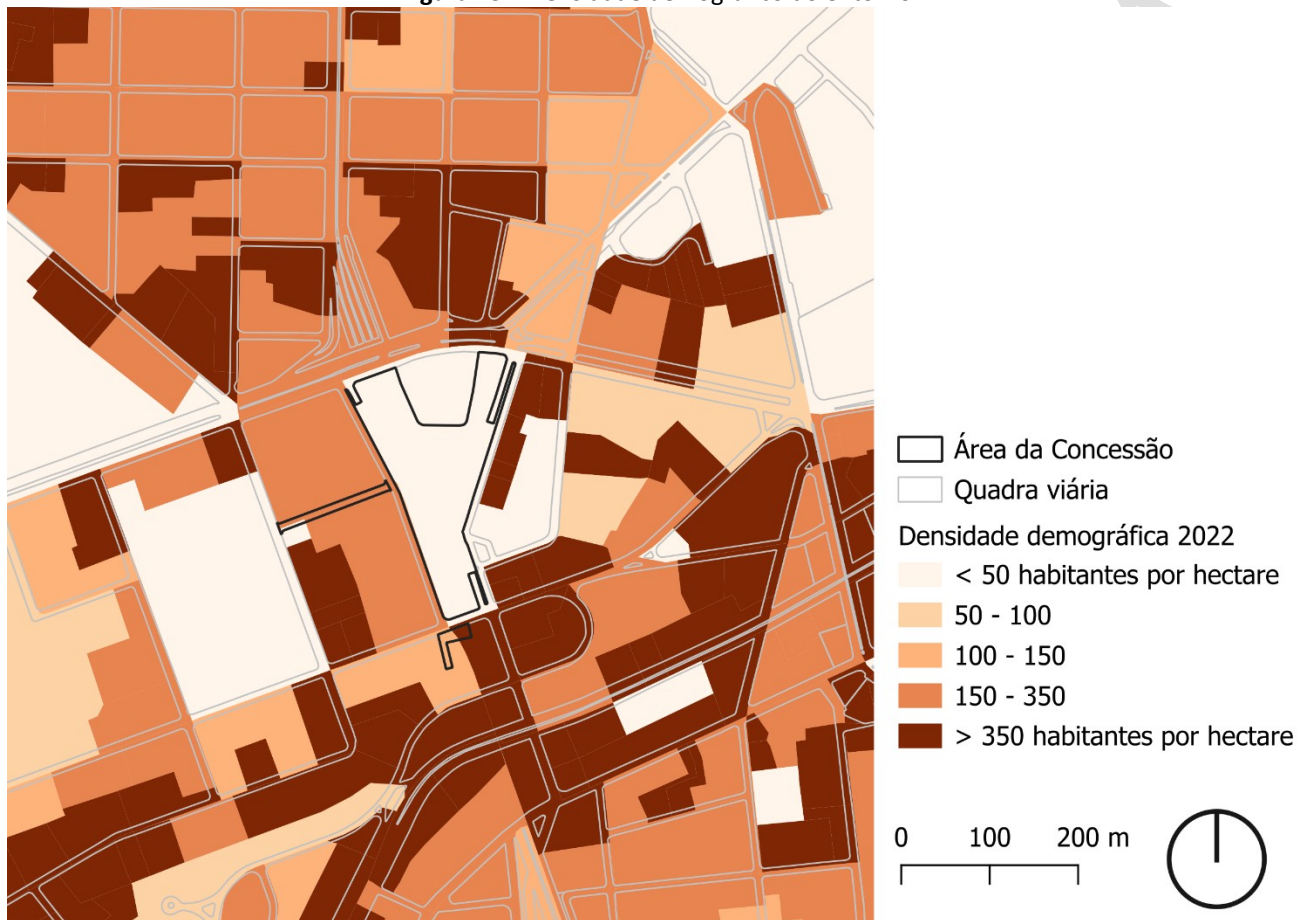 Área da Concessão
Quadra viária
Densidade demográfica 2022
< 50 habitantes por hectare
50 - 100
100 - 150
150 - 350
> 350 habitantes por hectare
0 100 200 m